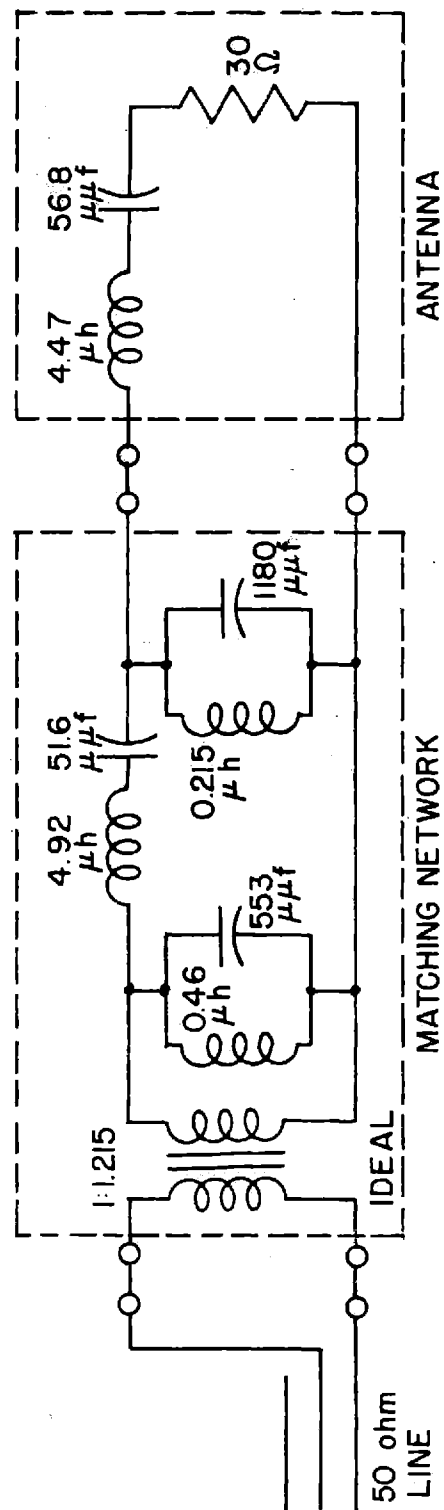 50 ohm
LINE
1:1.215
IDEAL
0.46
μh
553
μμf
4.92
μh
51.6
μμf
0.215
μh
1180
μμf
MATCHING NETWORK
4.47
μh
56.8
μμf
30
Ω
ANTENNA